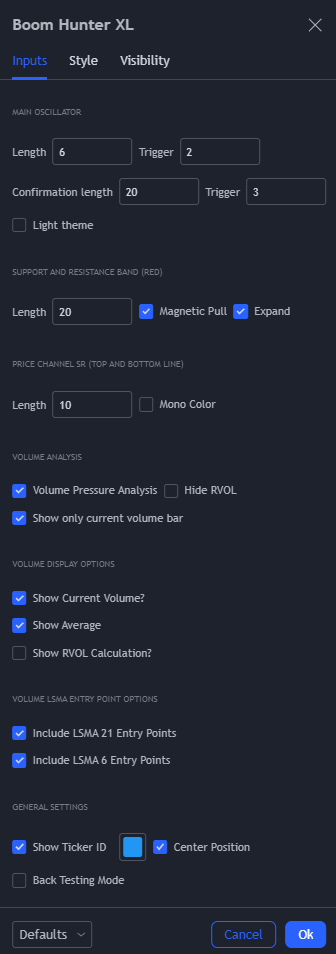 Boom Hunter XL
Inputs Style Visibility
MAIN OSCILLATOR
Length 6 Trigger 2
Confirmation length 20 Trigger 3
Light theme
SUPPORT AND RESISTANCE BAND (RED)
Length 20 Magnetic Pull Expand
PRICE CHANNEL SR (TOP AND BOTTOM LINE)
Length 10 Mono Color
VOLUME ANALYSIS
Volume Pressure Analysis Hide RVOL
Show only current volume bar
VOLUME DISPLAY OPTIONS
Show Current Volume?
Show Average
Show RVOL Calculation?
VOLUME LSMA ENTRY POINT OPTIONS
Include LSMA 21 Entry Points
Include LSMA 6 Entry Points
GENERAL SETTINGS
Show Ticker ID Center Position
Back Testing Mode
Defaults Cancel Ok